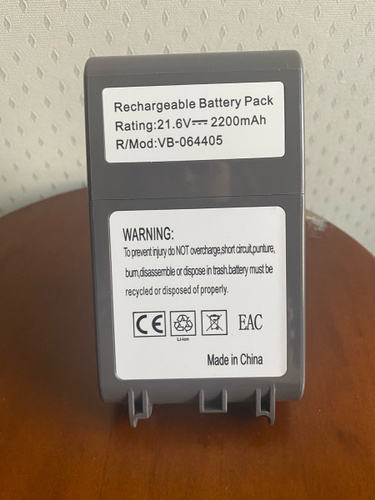 Rechargeable Battery Pack
Rating:21.6V⎓ 2200mAh
R/Mod:VB-064405
WARNING:
To prevent injury do NOT overcharge,short circuit,punture,
burn,disassemble or dispose in trash.battery must be
recycled or disposed of properly.
CE EAC
Li-ion
Made in China